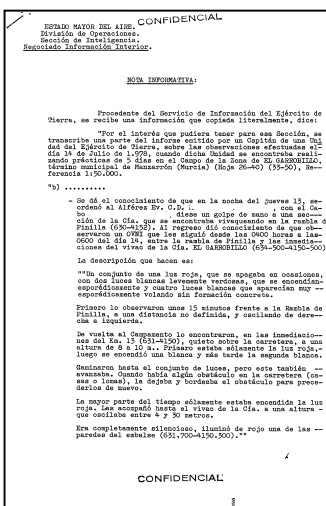 CONFIDENCIAL
ESTADO MAYOR DEL AIRE.
División de Operaciones.
Sección de Inteligencia.
Negociado Información Interior.
NOTA INFORMATIVA:
Procedente del Servicio de Información del Ejército de
Tierra, se recibe una información que copiada literalmente, dice:
"Por el interés que pudiera tener para esa Sección, se
transcribe una parte del informe emitido por un Capitán de una Uni
dad del Ejército de Tierra, sobre las observaciones efectuadas el-
día 14 de Julio de 1.978, cuando dicha Unidad se encontraba reali-
zando prácticas de 5 días en el Campo de la Zona de EL GARROBILLO,
término municipal de Manzarrón (Murcia) (Hoja 26-40) (33-50), Re-
ferencia 1:50.000.
"b) ..........
- Se dá el conocimiento de que en la noche del jueves 13, se-
ordenó al Alféres Ev. C.D. , con el Ca-
bo , diese un golpe de mano a una sec---
ción de la Cía. que se encontraba vivaqueando en la rambla d
Pinilla (630-4152). Al regreso dió conocimiento de que ob--
servaron un OVNI que les siguió desde las 0400 horas a las-
0600 del 14, entre la rambla de Pinilla y las inmedia---
ciones del vivac de la Cía. EL GARROBILLO (634-500-4150-500)
La descripción que hacen es:
""Un conjunto de una luz roja, que se apagaba en ocasiones,
con dos luces blancas levemente verdosas, que se encendian-
esporédicamente y cuatro luces blancas que aparecían muy --
esporédicamente volando sin formación concreta.
Primero lo observaron unos 15 minutos frente a la Rambla de
Pinilla, a una distancia no definida, y oscilando de dere--
cha a izquierda.
De vuelta al Campamento lo encontraron, en las inmediacio--
nes del Km. 13 (631-4150), quieto sobre la carretera, a una
altura de 8 a 10 m.. Primero estaba sólamente la luz roja,-
luego se encendió una blanca y más tarde la segunda blanca.
Caminaron hasta el conjunto de luces, pero este también --
avanzaba. Cuando había algún obstáculo en la carretera (ca-
sas o lomas), la dejaba y bordeaba el obstáculo para prece-
derlos de nuevo.
La mayor parte del tiempo sólamente estaba encendida la luz
roja. Les acompañó hasta el vivac de la Cía. a una altura -
que oscilaba entre 4 y 30 metros.
Era completamente silencioso, iluminó de rojo una de las --
paredes del embalse (631.700-4150.300).""
CONFIDENCIAL